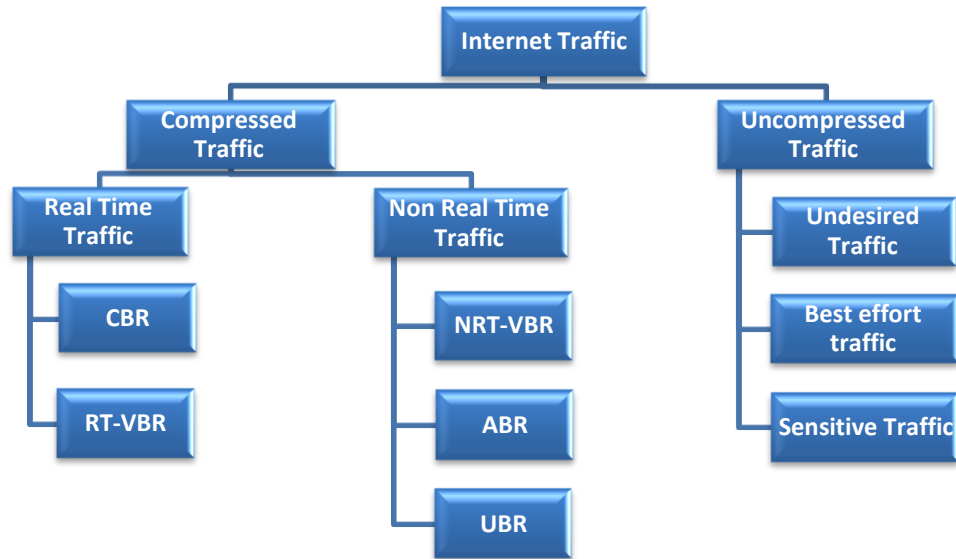 Internet Traffic
Compressed
Traffic
Uncompressed
Traffic
Real Time
Traffic
Non Real Time
Traffic
Undesired
Traffic
CBR
NRT-VBR
Best effort
traffic
RT-VBR
ABR
Sensitive Traffic
UBR